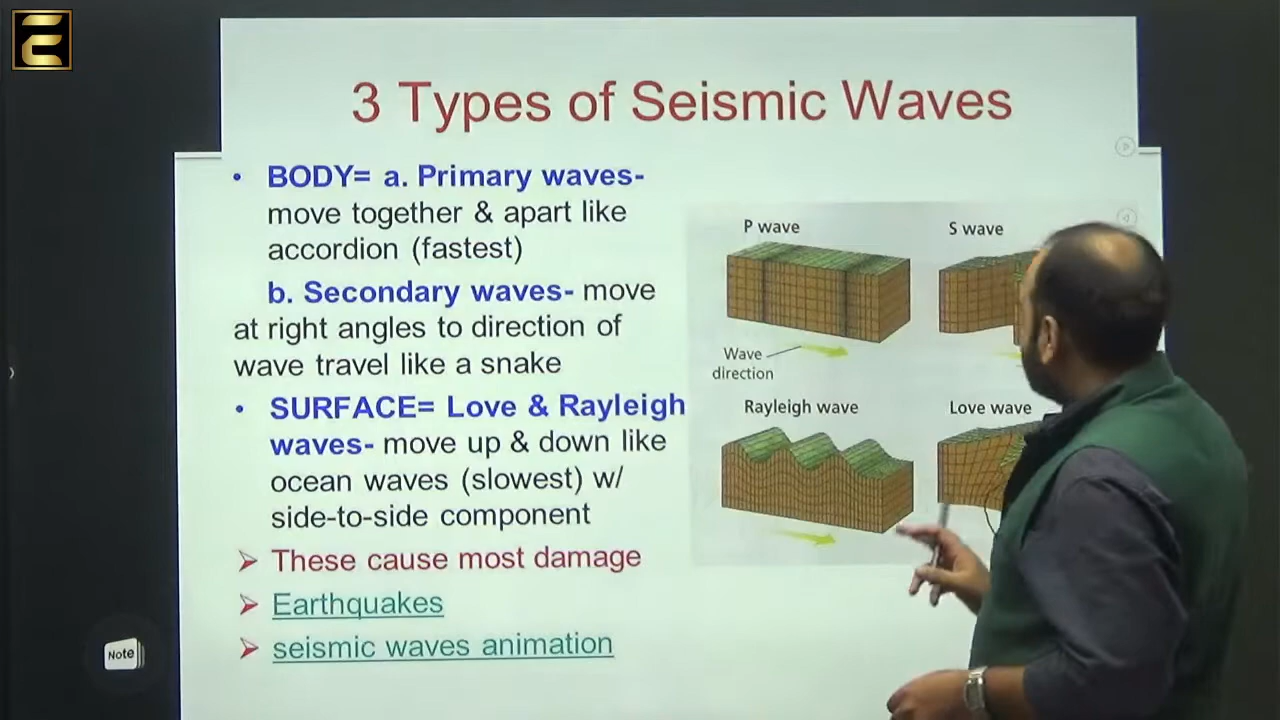 3 Types of Seismic Waves
• BODY= a. Primary waves-
move together & apart like
accordion (fastest)
b. Secondary waves- move
at right angles to direction of
wave travel like a snake
• SURFACE= Love & Rayleigh
waves- move up & down like
ocean waves (slowest) w/
side-to-side component
➢ These cause most damage
➢ Earthquakes
➢ seismic waves animation
P wave
S wave
Wave
direction
Rayleigh wave
Love wave
Note